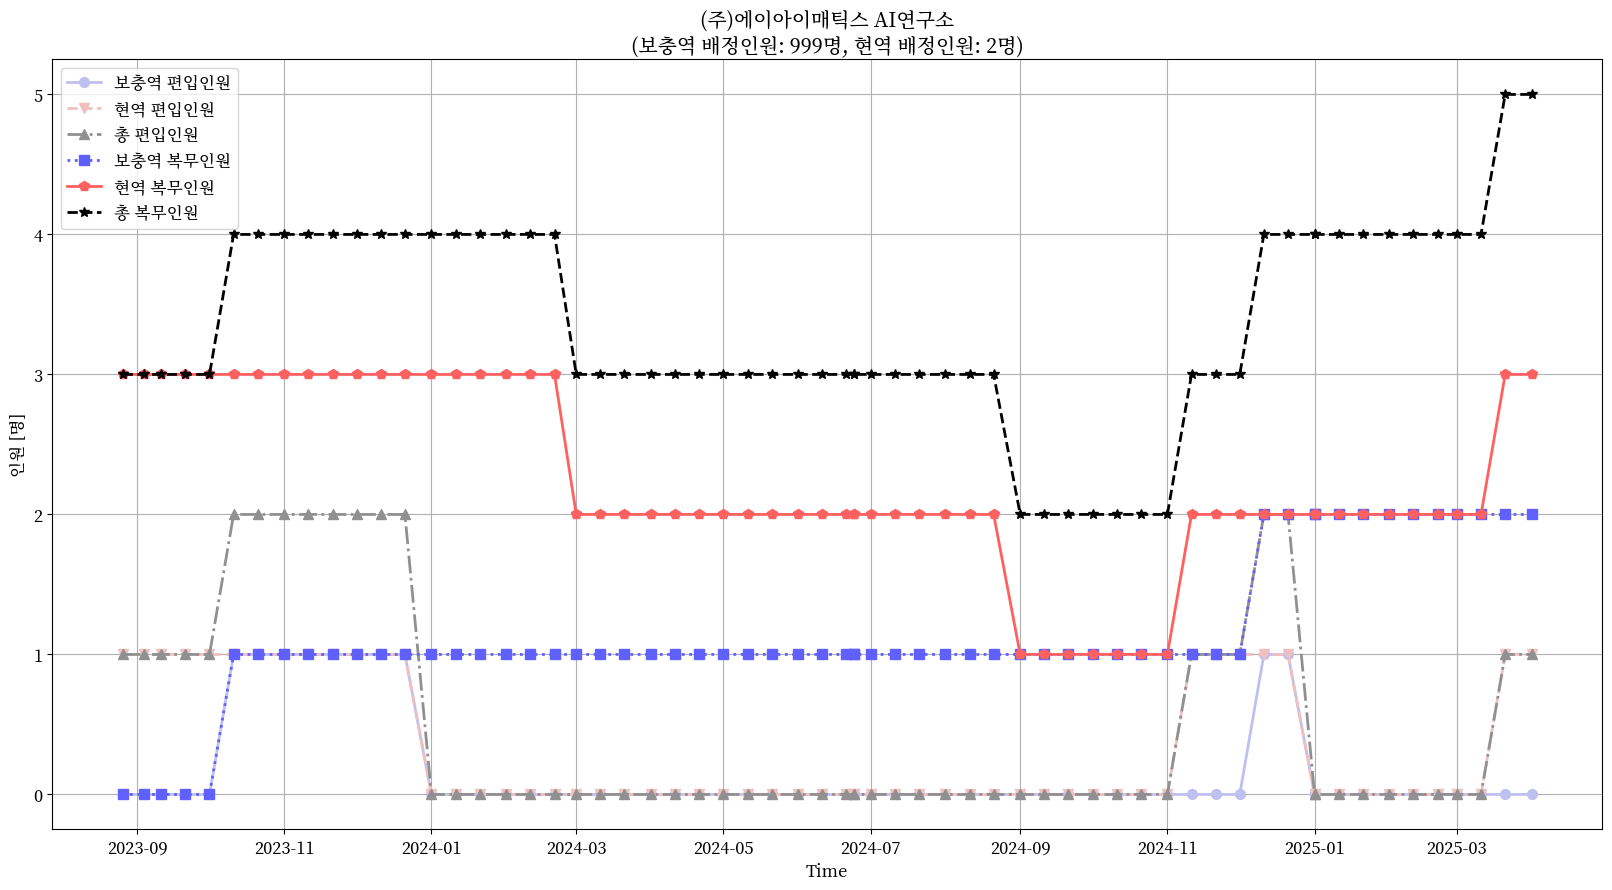 (주)에이아이매틱스 AI연구소
(보충역 배정인원: 999명, 현역 배정인원: 2명)
보충역 편입인원
현역 편입인원
총 편입인원
보충역 복무인원
현역 복무인원
총 복무인원
5
4
3
2
1
0
인원 [명]
2023-09 2023-11 2024-01 2024-03 2024-05 2024-07 2024-09 2024-11 2025-01 2025-03
Time